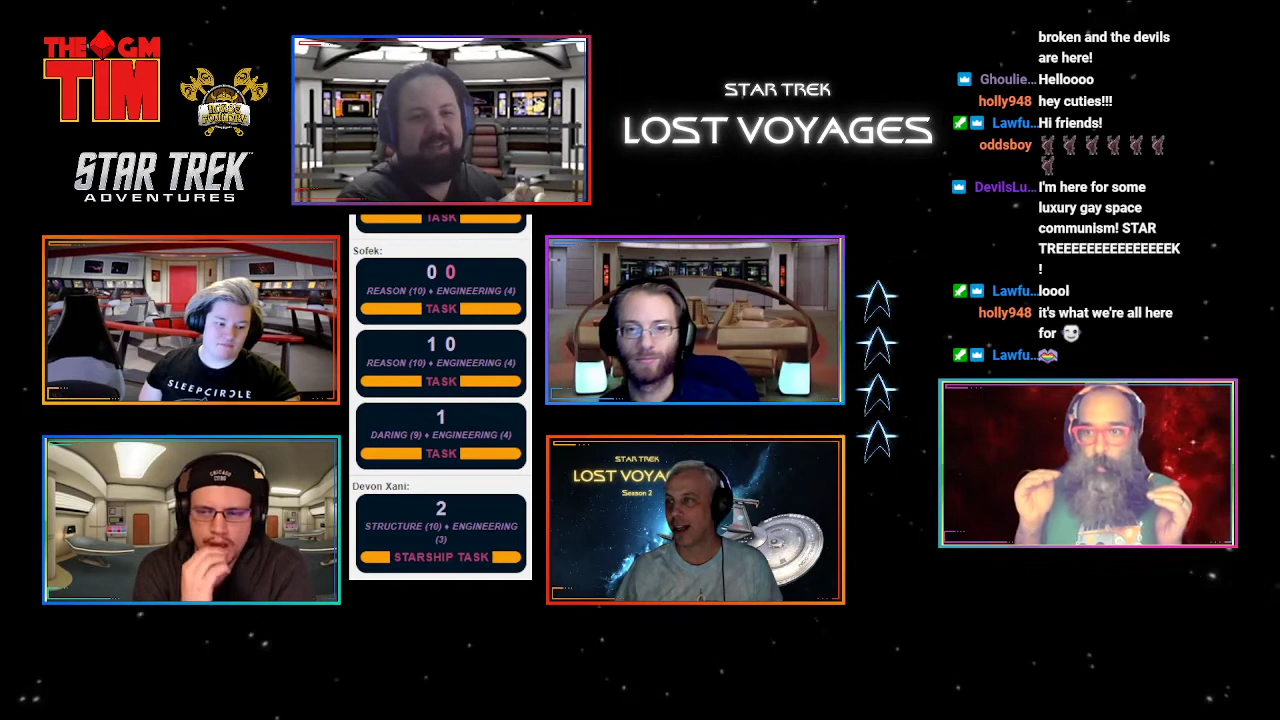 THE GM
TIM
STAR TREK
ADVENTURES
STAR TREK
LOST VOYAGES
TASK
Sofek:
0 0
REASON (10) ♦ ENGINEERING (4)
TASK
1 0
REASON (10) ♦ ENGINEERING (4)
TASK
1
DARING (9) ♦ ENGINEERING (4)
TASK
Devon Xani:
2
STRUCTURE (10) ♦ ENGINEERING
(3)
STARSHIP TASK
SLEEPCIRCLE
STAR TREK
LOST VOYA
Season 2
broken and the devils
are here!
Ghoulie... Helloooo
holly948 hey cuties!!!
Lawfu... Hi friends!
oddsboy
DevilsLu... I'm here for some
luxury gay space
communism! STAR
TREEEEEEEEEEEEEEEK
!
Lawfu... loool
holly948 it's what we're all here
for
Lawfu...